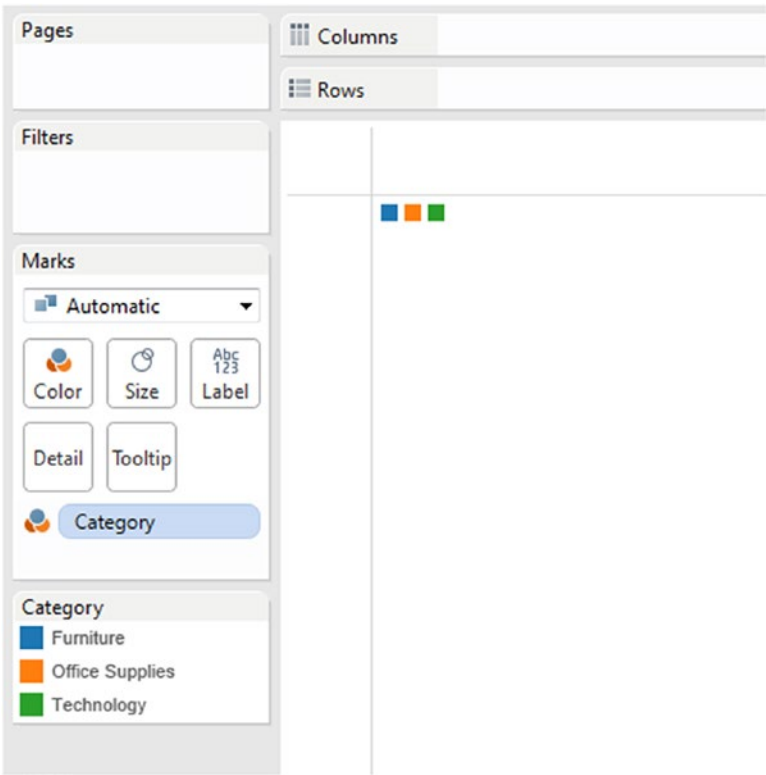 Pages
Columns
Rows
Filters
Marks
Automatic
Color
Size
Abc
123
Label
Detail
Tooltip
Category
Category
Furniture
Office Supplies
Technology